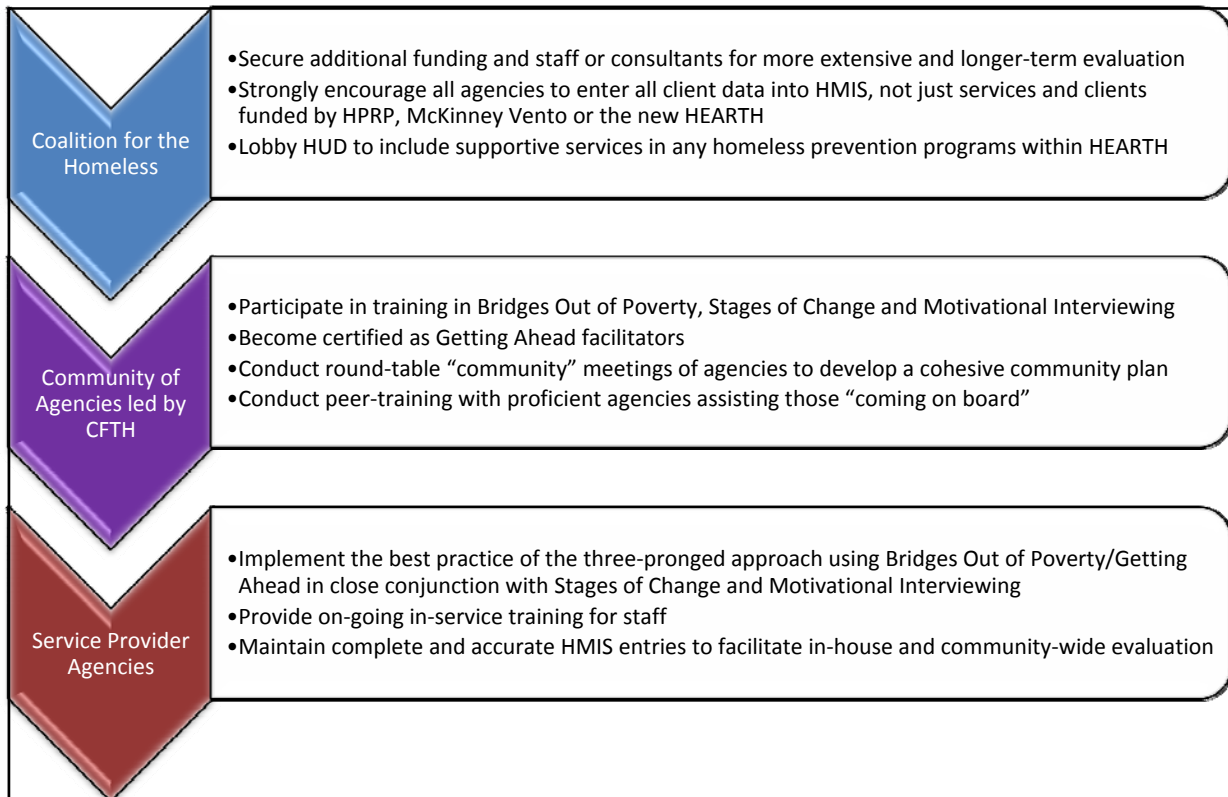 Coalition for the
Homeless
•Secure additional funding and staff or consultants for more extensive and longer-term evaluation
•Strongly encourage all agencies to enter all client data into HMIS, not just services and clients
funded by HPRP, McKinney Vento or the new HEARTH
•Lobby HUD to include supportive services in any homeless prevention programs within HEARTH
Community of
Agencies led by
CFTH
•Participate in training in Bridges Out of Poverty, Stages of Change and Motivational Interviewing
•Become certified as Getting Ahead facilitators
•Conduct round-table “community” meetings of agencies to develop a cohesive community plan
•Conduct peer-training with proficient agencies assisting those “coming on board”
Service Provider
Agencies
•Implement the best practice of the three-pronged approach using Bridges Out of Poverty/Getting
Ahead in close conjunction with Stages of Change and Motivational Interviewing
•Provide on-going in-service training for staff
•Maintain complete and accurate HMIS entries to facilitate in-house and community-wide evaluation